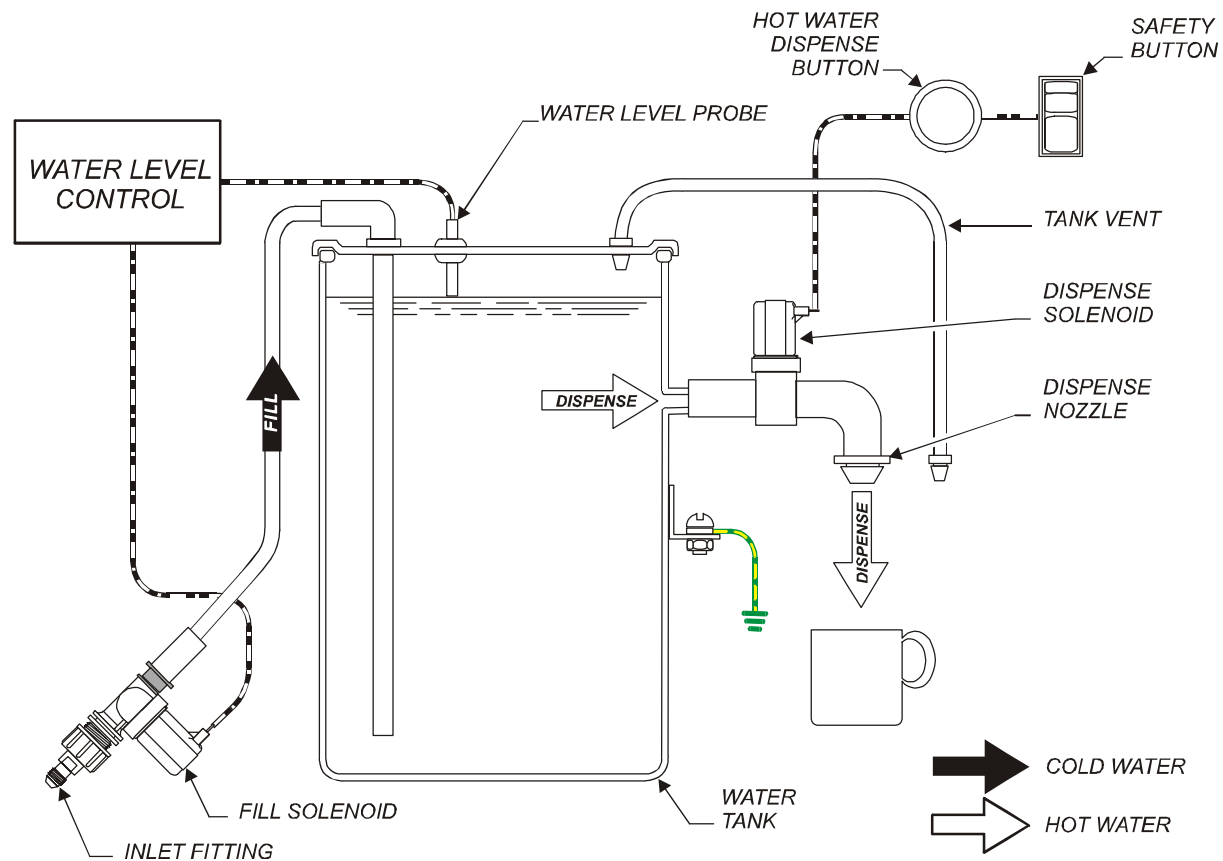 HOT WATER
DISPENSE
BUTTON
SAFETY
BUTTON
WATER LEVEL PROBE
WATER LEVEL
CONTROL
TANK VENT
DISPENSE
SOLENOID
DISPENSE
NOZZLE
DISPENSE
FILL
DISPENSE
COLD WATER
HOT WATER
WATER
TANK
FILL SOLENOID
INLET FITTING